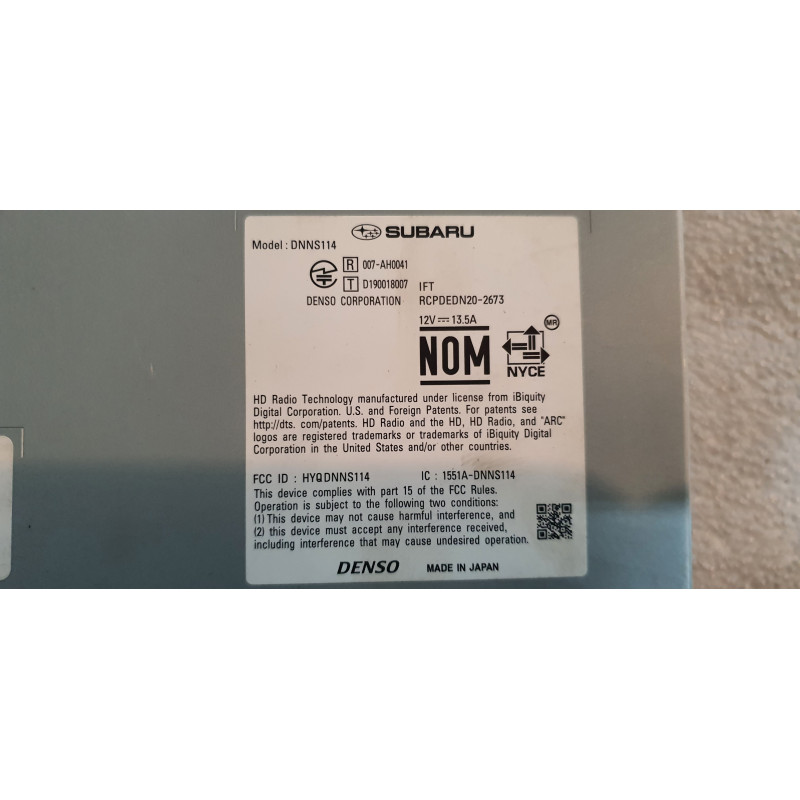 SUBARU
Model : DNNS114
R 007-AH0041
T D190018007
DENSO CORPORATION
IFT
RCPDEDN20-2673
12V 13.5A
NOM
MR
NYCE
HD Radio Technology manufactured under license from iBiquity
Digital Corporation. U.S. and Foreign Patents. For patents see
http://dts. com/patents. HD Radio and the HD, HD Radio, and "ARC"
logos are registered trademarks or trademarks of iBiquity Digital
Corporation in the United States and/or other countries.
FCC ID : HYQDNNS114 IC : 1551A-DNNS114
This device complies with part 15 of the FCC Rules.
Operation is subject to the following two conditions:
(1) This device may not cause harmful interference, and
(2) this device must accept any interference received,
including interference that may cause undesired operation.
DENSO MADE IN JAPAN